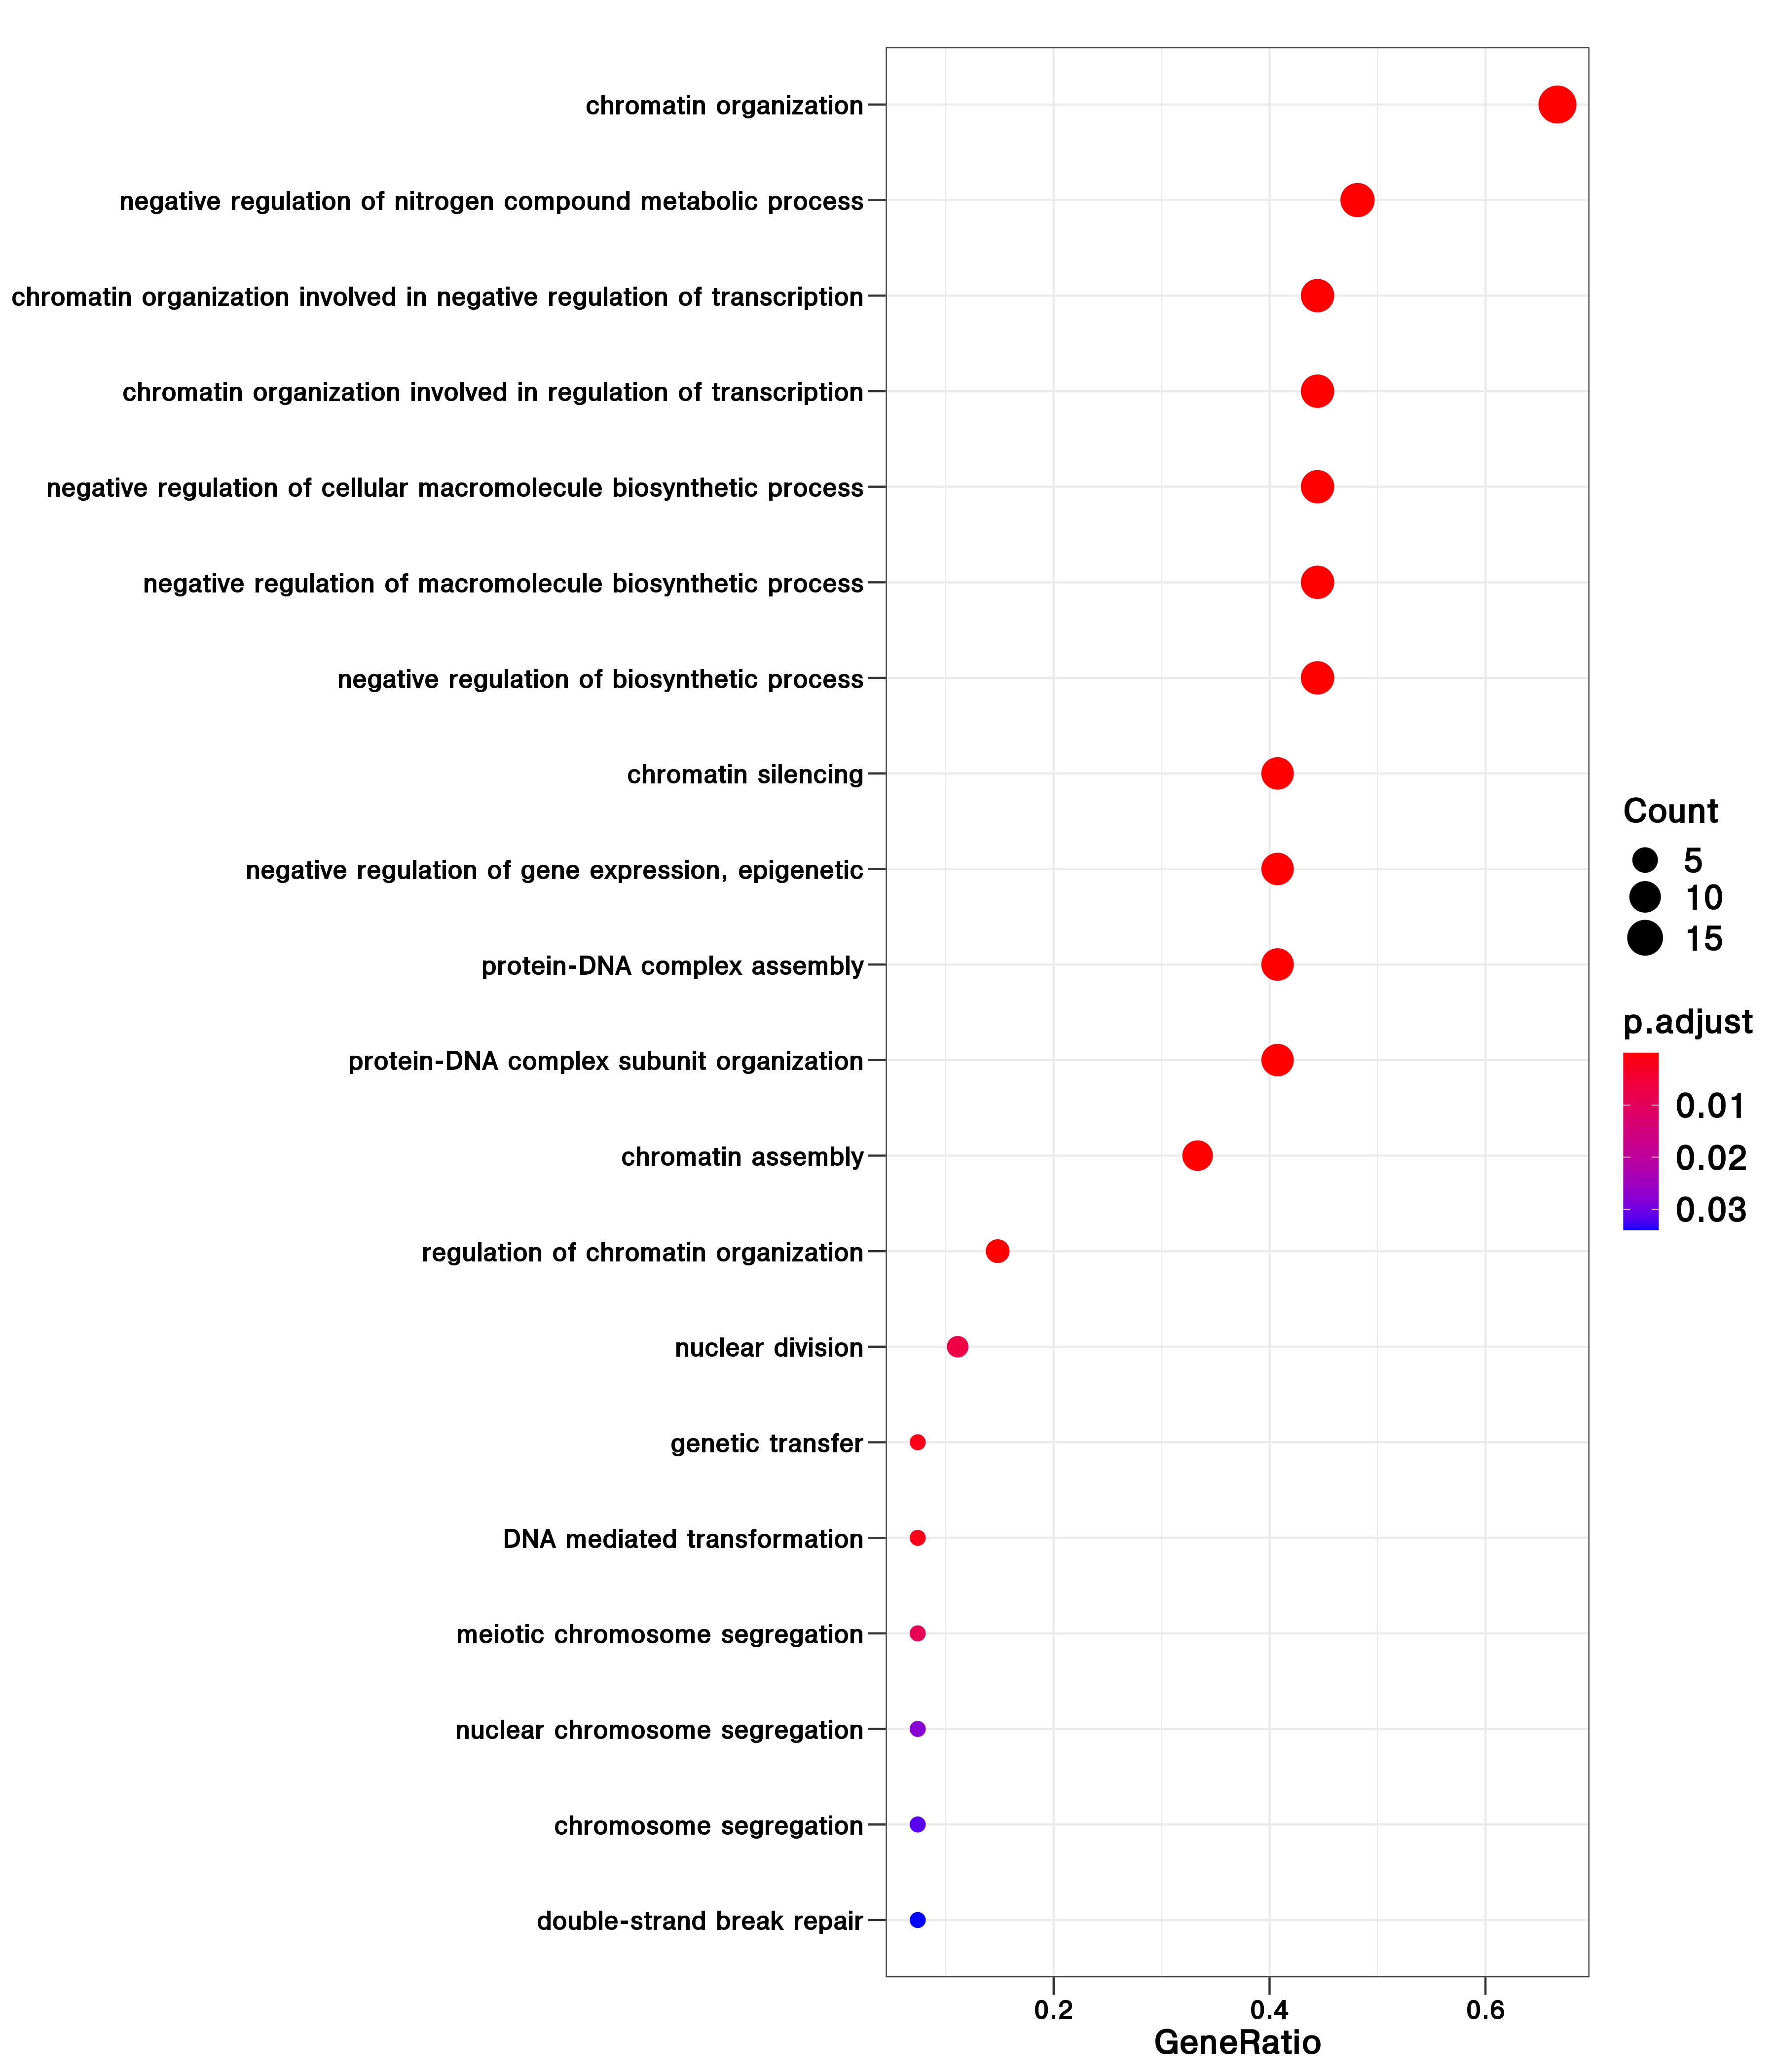 chromatin organization
negative regulation of nitrogen compound metabolic process
chromatin organization involved in negative regulation of transcription
chromatin organization involved in regulation of transcription
negative regulation of cellular macromolecule biosynthetic process
negative regulation of macromolecule biosynthetic process
negative regulation of biosynthetic process
chromatin silencing
negative regulation of gene expression, epigenetic
protein-DNA complex assembly
protein-DNA complex subunit organization
chromatin assembly
regulation of chromatin organization
nuclear division
genetic transfer
DNA mediated transformation
meiotic chromosome segregation
nuclear chromosome segregation
chromosome segregation
double-strand break repair
0.2 0.4 0.6
GeneRatio
Count
5
10
15
p.adjust
0.01
0.02
0.03